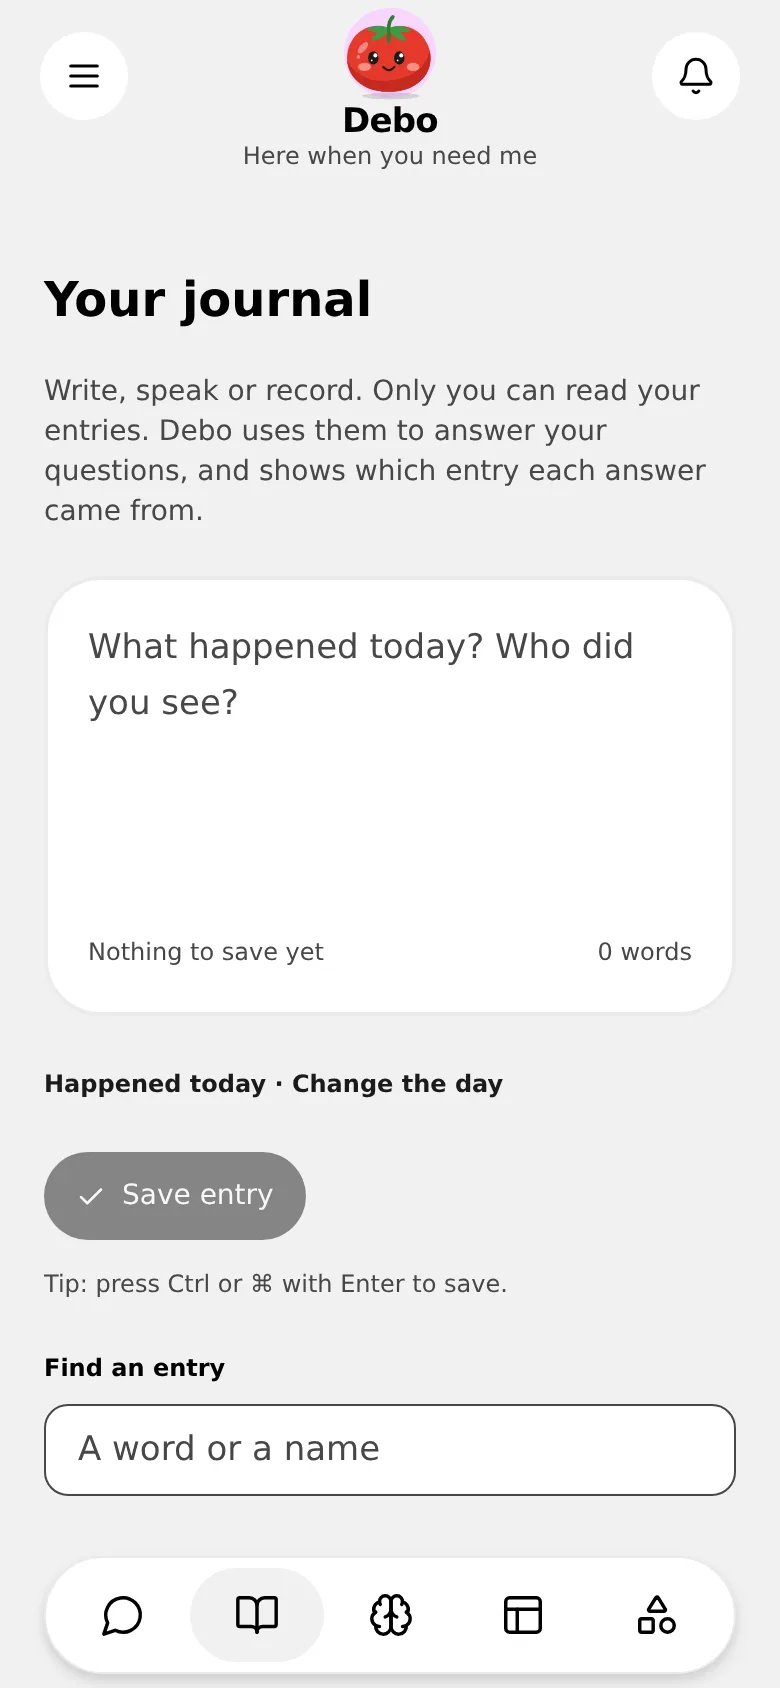 Debo
Here when you need me
Your journal
Write, speak or record. Only you can read your
entries. Debo uses them to answer your
questions, and shows which entry each answer
came from.
What happened today? Who did
you see?
Nothing to save yet
0 words
Happened today · Change the day
Save entry
Tip: press Ctrl or ⌘ with Enter to save.
Find an entry
A word or a name